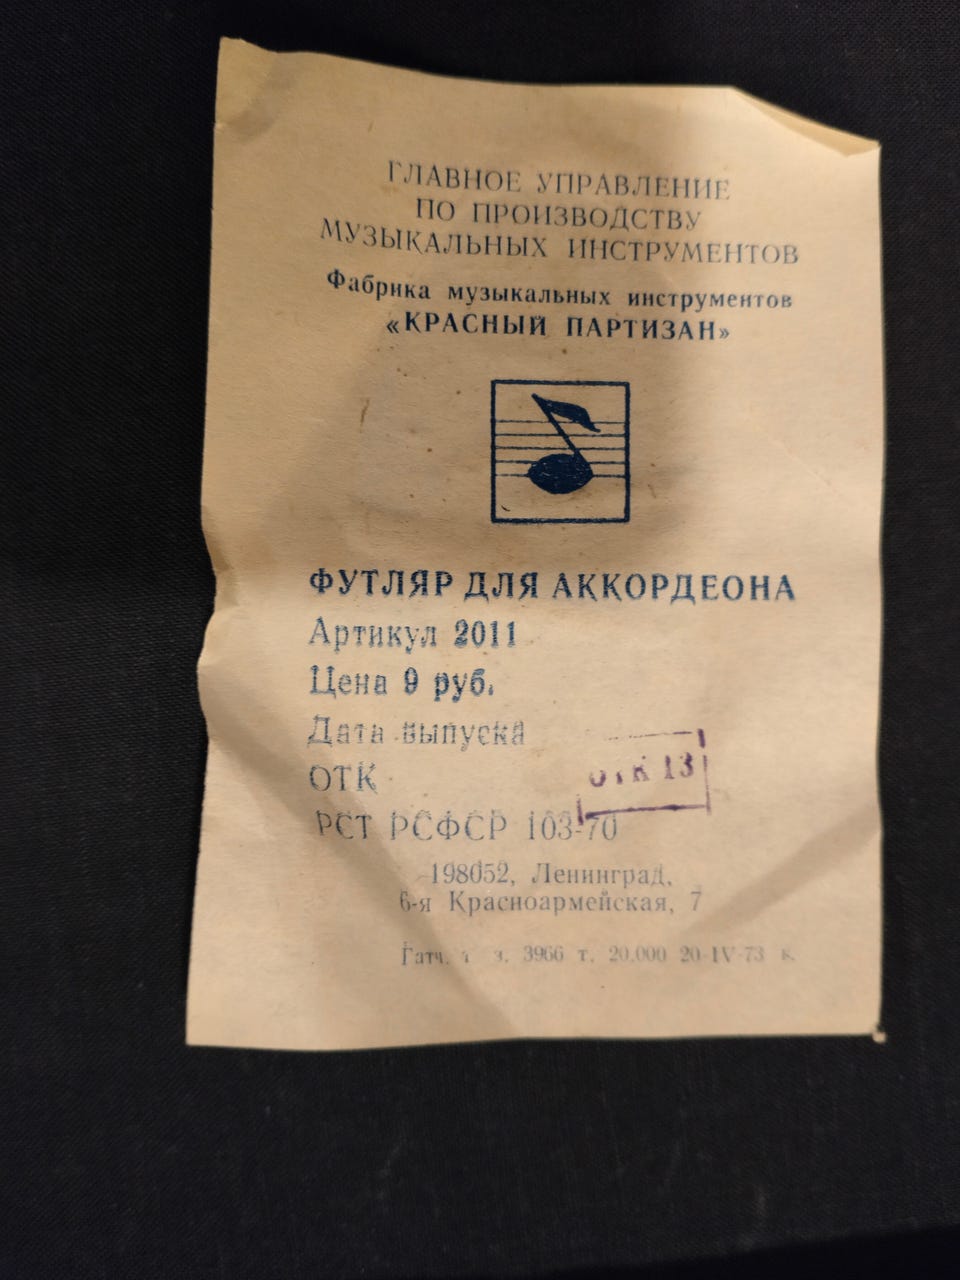 ГЛАВНОЕ УПРАВЛЕНИЕ
ПО ПРОИЗВОДСТВУ
МУЗЫКАЛЬНЫХ ИНСТРУМЕНТОВ
Фабрика музыкальных инструментов
«КРАСНЫЙ ПАРТИЗАН»
ФУТЛЯР ДЛЯ АККОРДЕОНА
Артикул 2011
Цена 9 руб.
Дата выпуска
ОТК
ОТК 13
РСТ РСФСР 103-70
198052, Ленинград,
6-я Красноармейская, 7
Гатч. 3966 т. 20.000 20-IV-73